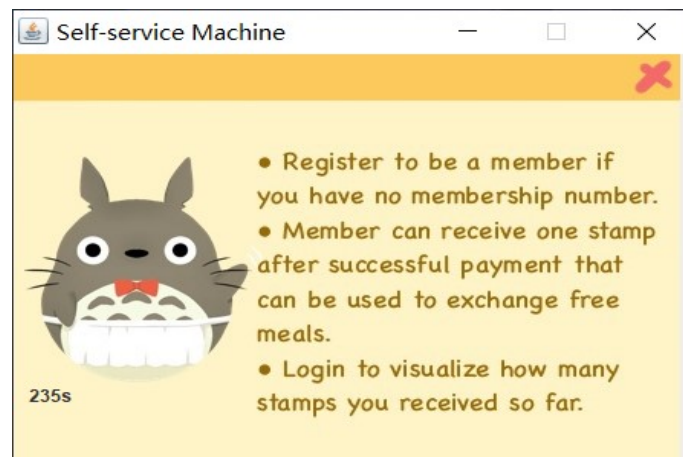 Self-service Machine
● Register to be a member if
you have no membership number.
● Member can receive one stamp
after successful payment that
can be used to exchange free
meals.
● Login to visualize how many
stamps you received so far.
235s